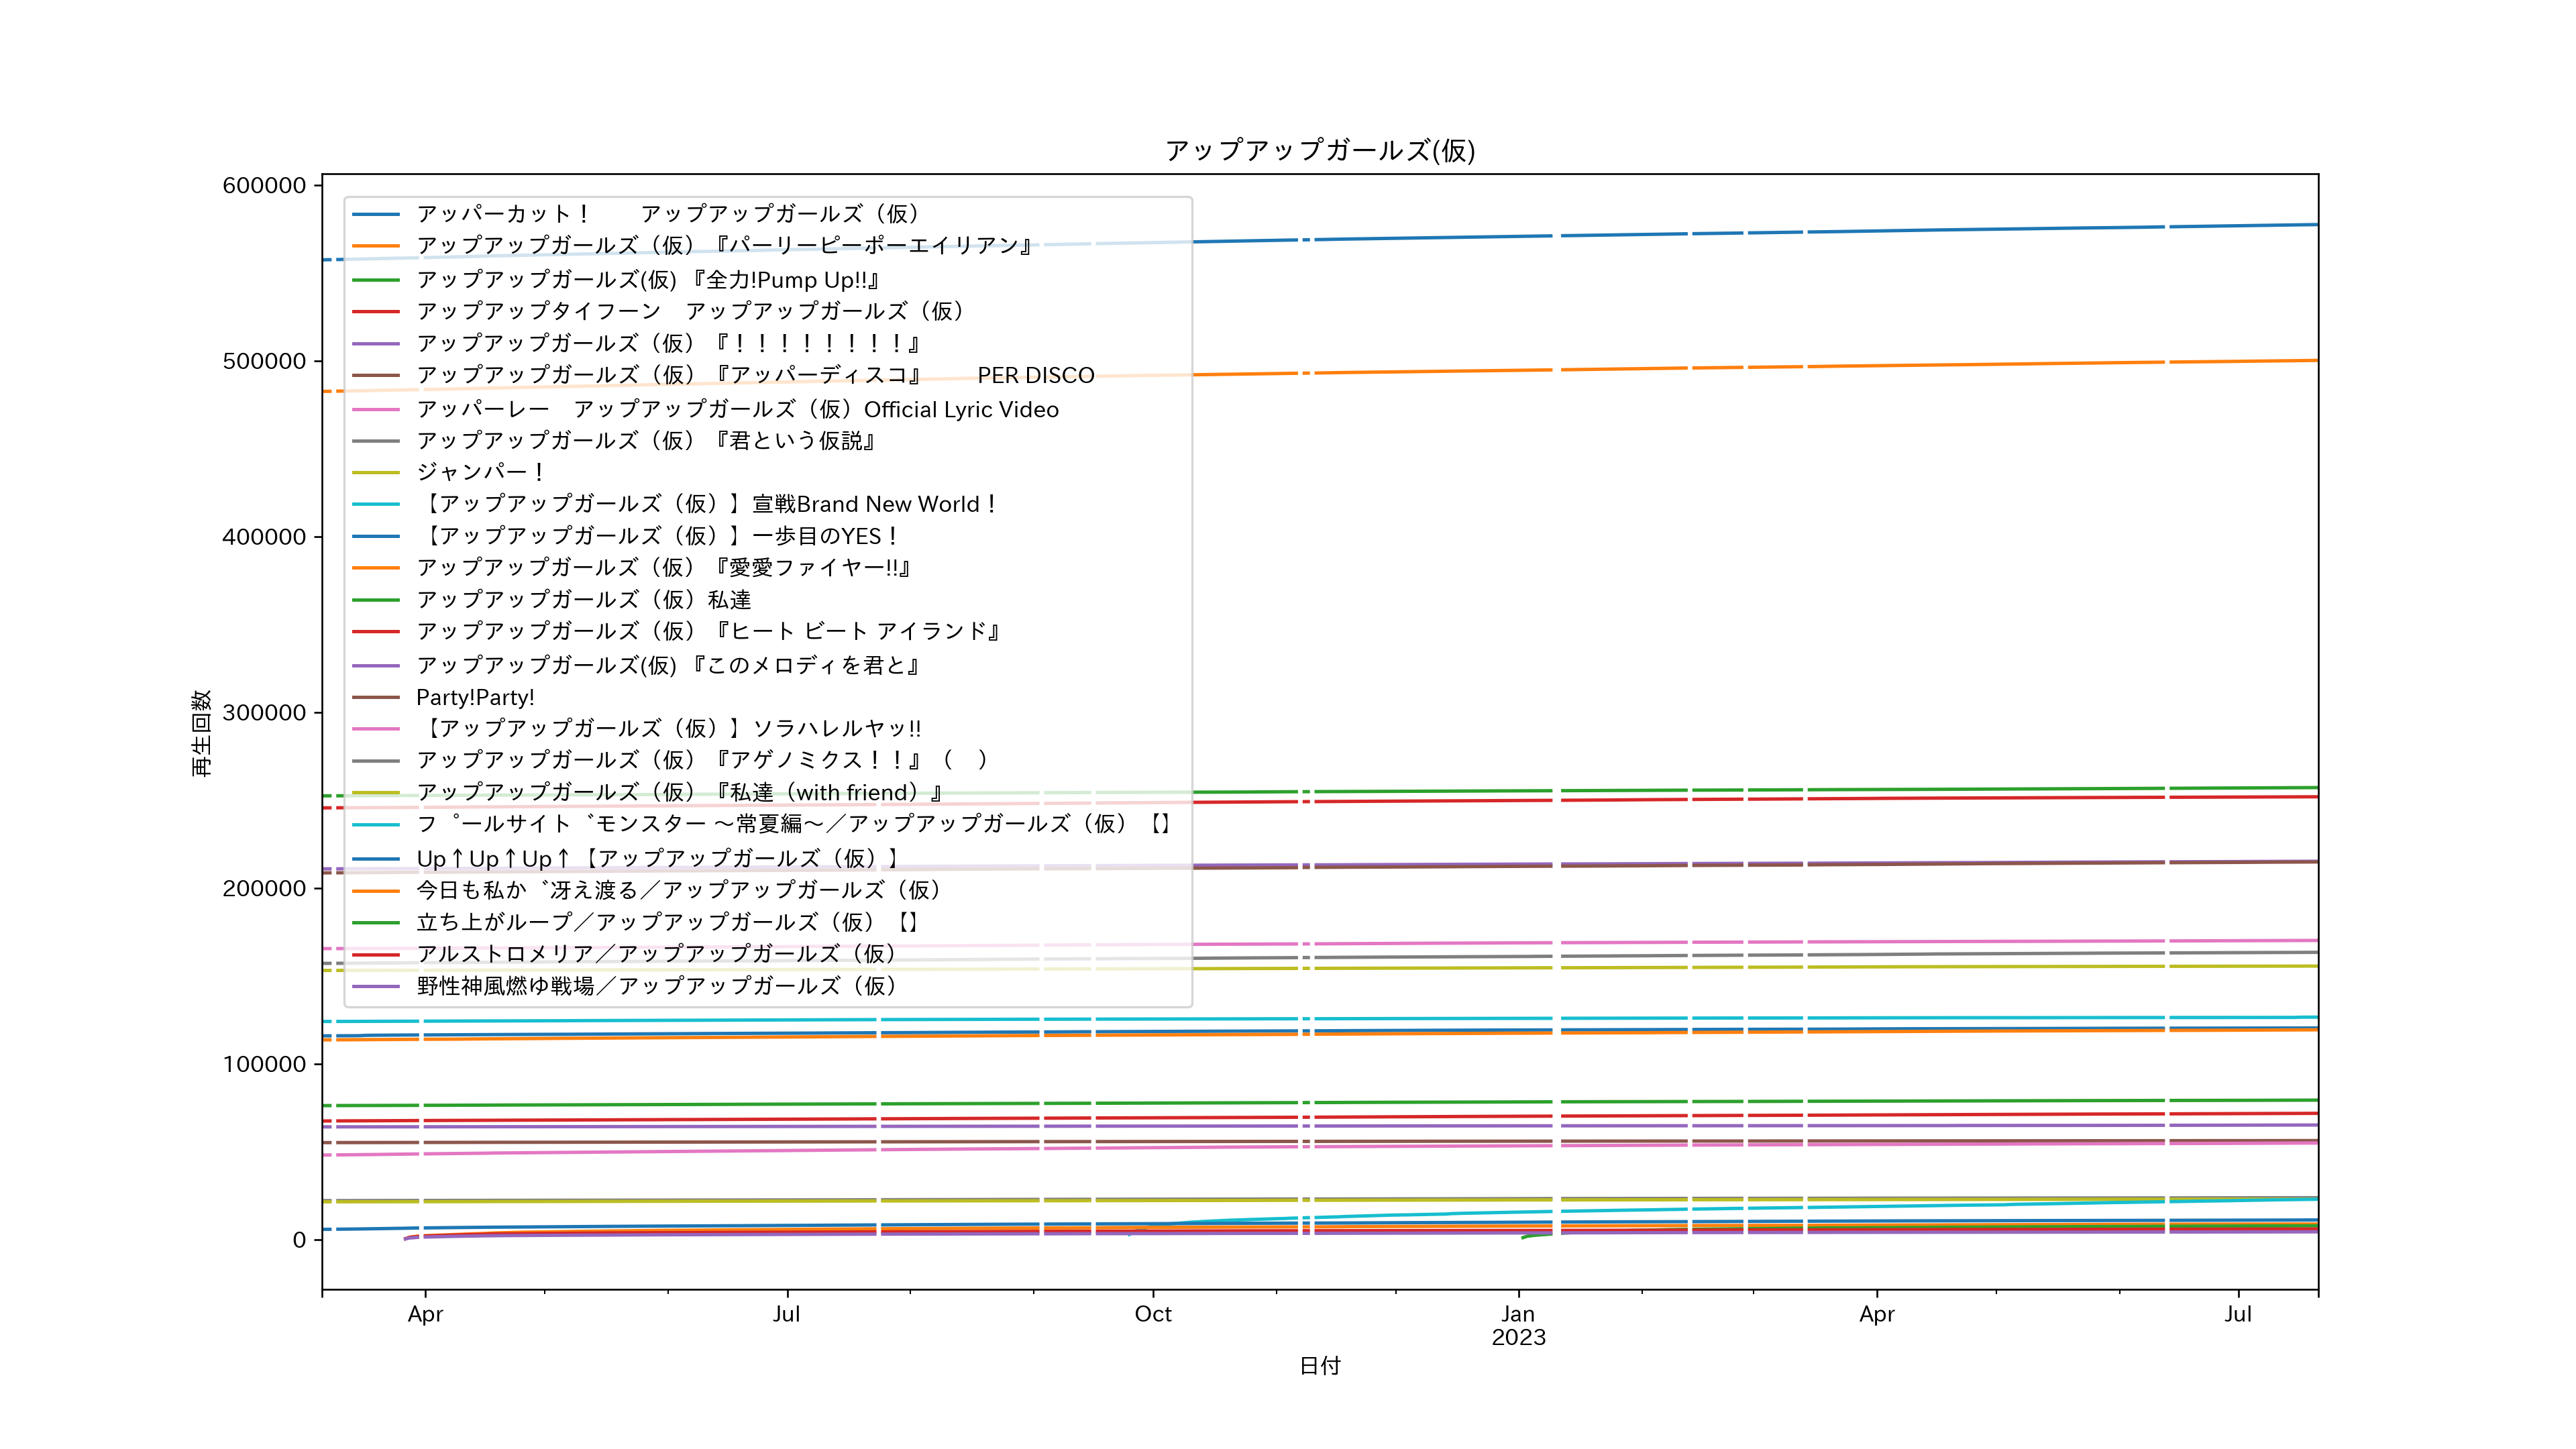 アップアップガールズ(仮)
600000
500000
400000
300000
200000
100000
0
再生回数
アッパーカット！　　アップアップガールズ（仮）
アップアップガールズ（仮）『パーリーピーポーエイリアン』
アップアップガールズ(仮) 『全力!Pump Up!!』
アップアップタイフーン　アップアップガールズ（仮）
アップアップガールズ（仮）『！！！！！！！！』
アップアップガールズ（仮）『アッパーディスコ』　　PER DISCO
アッパーレー　アップアップガールズ（仮）Official Lyric Video
アップアップガールズ（仮）『君という仮説』
ジャンパー！
【アップアップガールズ（仮）】宣戦Brand New World！
【アップアップガールズ（仮）】一歩目のYES！
アップアップガールズ（仮）『愛愛ファイヤー!!』
アップアップガールズ（仮）私達
アップアップガールズ（仮）『ヒート ビート アイランド』
アップアップガールズ(仮) 『このメロディを君と』
Party!Party!
【アップアップガールズ（仮）】ソラハレルヤッ!!
アップアップガールズ（仮）『アゲノミクス！！』（　）
アップアップガールズ（仮）『私達（with friend）』
フ゜ールサイト゛モンスター ～常夏編～／アップアップガールズ（仮）【】
Up↑Up↑Up↑【アップアップガールズ（仮）】
今日も私か゛冴え渡る／アップアップガールズ（仮）
立ち上がループ／アップアップガールズ（仮）【】
アルストロメリア／アップアップガールズ（仮）
野性神風燃ゆ戦場／アップアップガールズ（仮）
Apr
Jul
Oct
Jan
2023
Apr
Jul
日付